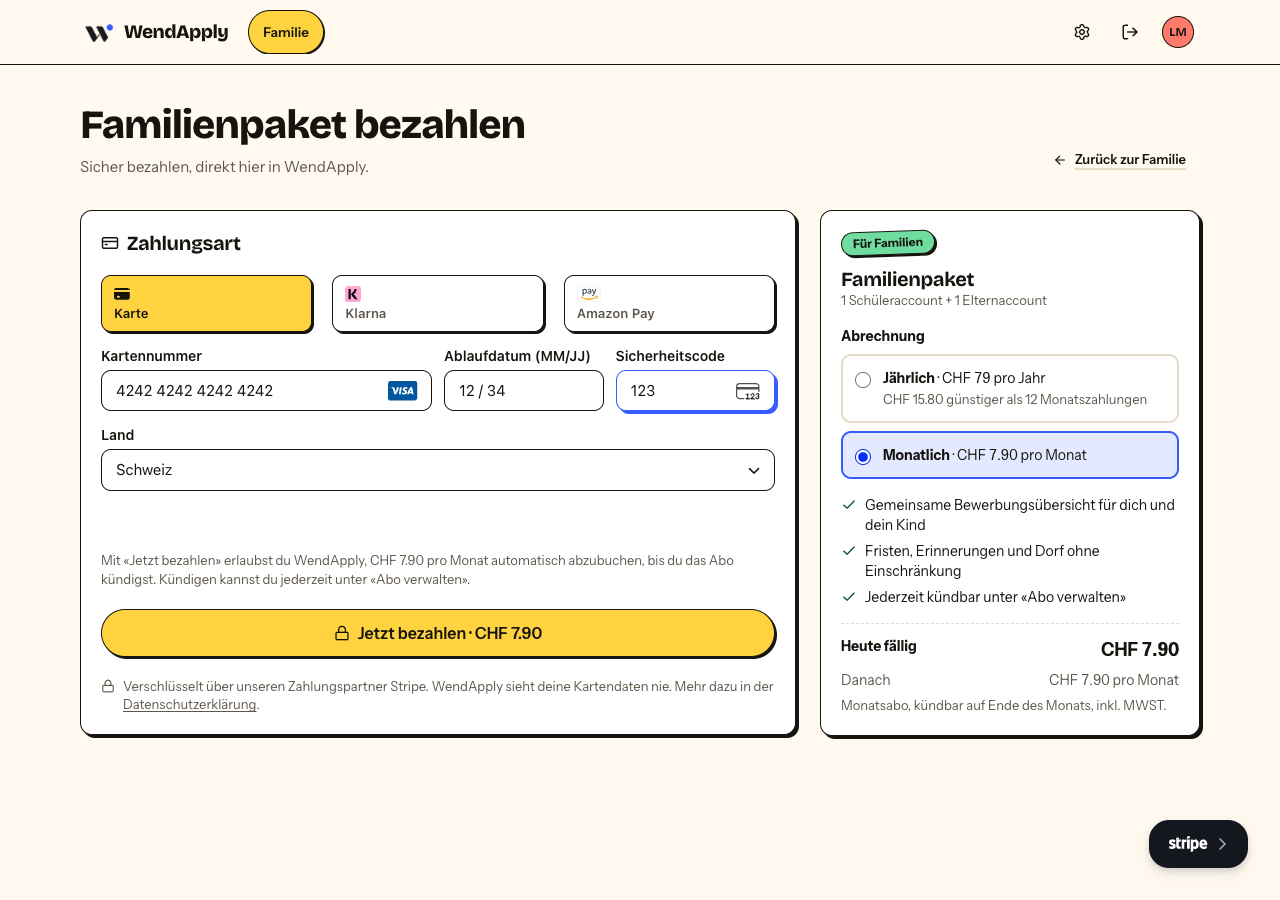 WendApply
Familie
LM
Familienpaket bezahlen
Sicher bezahlen, direkt hier in WendApply.
Zurück zur Familie
Zahlungsart
Karte
K
Klarna
pay
Amazon Pay
Kartennummer
Ablaufdatum (MM/JJ)
Sicherheitscode
4242 4242 4242 4242
VISA
12 / 34
123
123
Land
Schweiz
Mit «Jetzt bezahlen» erlaubst du WendApply, CHF 7.90 pro Monat automatisch abzubuchen, bis du das Abo
kündigst. Kündigen kannst du jederzeit unter «Abo verwalten».
Jetzt bezahlen · CHF 7.90
Verschlüsselt über unseren Zahlungspartner Stripe. WendApply sieht deine Kartendaten nie. Mehr dazu in der
Datenschutzerklärung.
Für Familien
Familienpaket
1 Schüleraccount + 1 Elternaccount
Abrechnung
Jährlich · CHF 79 pro Jahr
CHF 15.80 günstiger als 12 Monatszahlungen
Monatlich · CHF 7.90 pro Monat
Gemeinsame Bewerbungsübersicht für dich und
dein Kind
Fristen, Erinnerungen und Dorf ohne
Einschränkung
Jederzeit kündbar unter «Abo verwalten»
Heute fällig
CHF 7.90
Danach
CHF 7.90 pro Monat
Monatsabo, kündbar auf Ende des Monats, inkl. MWST.
stripe